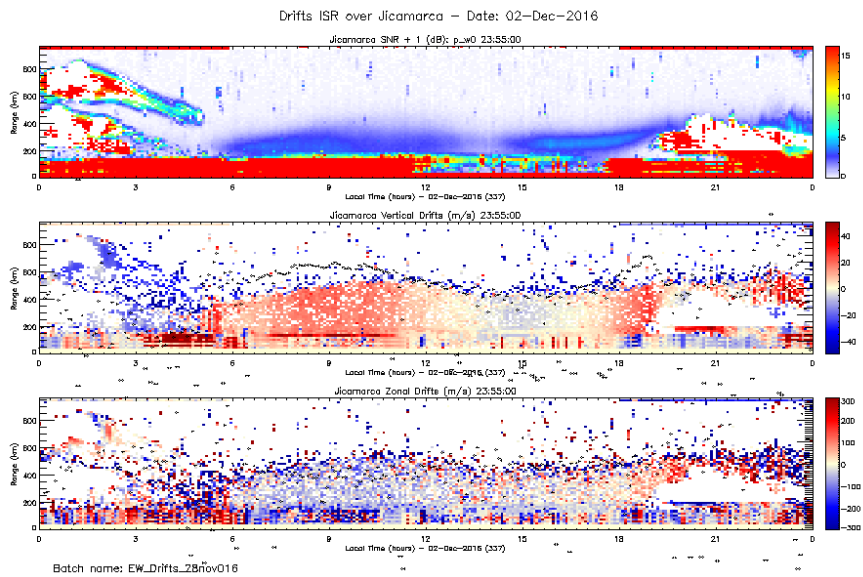 Drifts ISR over Jicamarca - Date: 02-Dec-2016
Jicamarca SNR + 1 (dB): p_w0 23:55:00
Range (km)
800
600
400
200
0
0 3 6 9 12 15 18 21 0
15
10
5
0
Local Time (hours) - 02-Dec-2016 (337)
Jicamarca Vertical Drifts (m/s) 23:55:00
Range (km)
800
600
400
200
0
0 3 6 9 12 15 18 21 0
40
20
0
-20
-40
Local Time (hours) - 02-Dec-2016 (337)
Jicamarca Zonal Drifts (m/s) 23:55:00
Range (km)
800
600
400
200
0
0 3 6 9 12 15 18 21 0
300
200
100
0
-100
-200
-300
Local Time (hours) - 02-Dec-2016 (337)
Batch name: EW_Drifts_28nov016